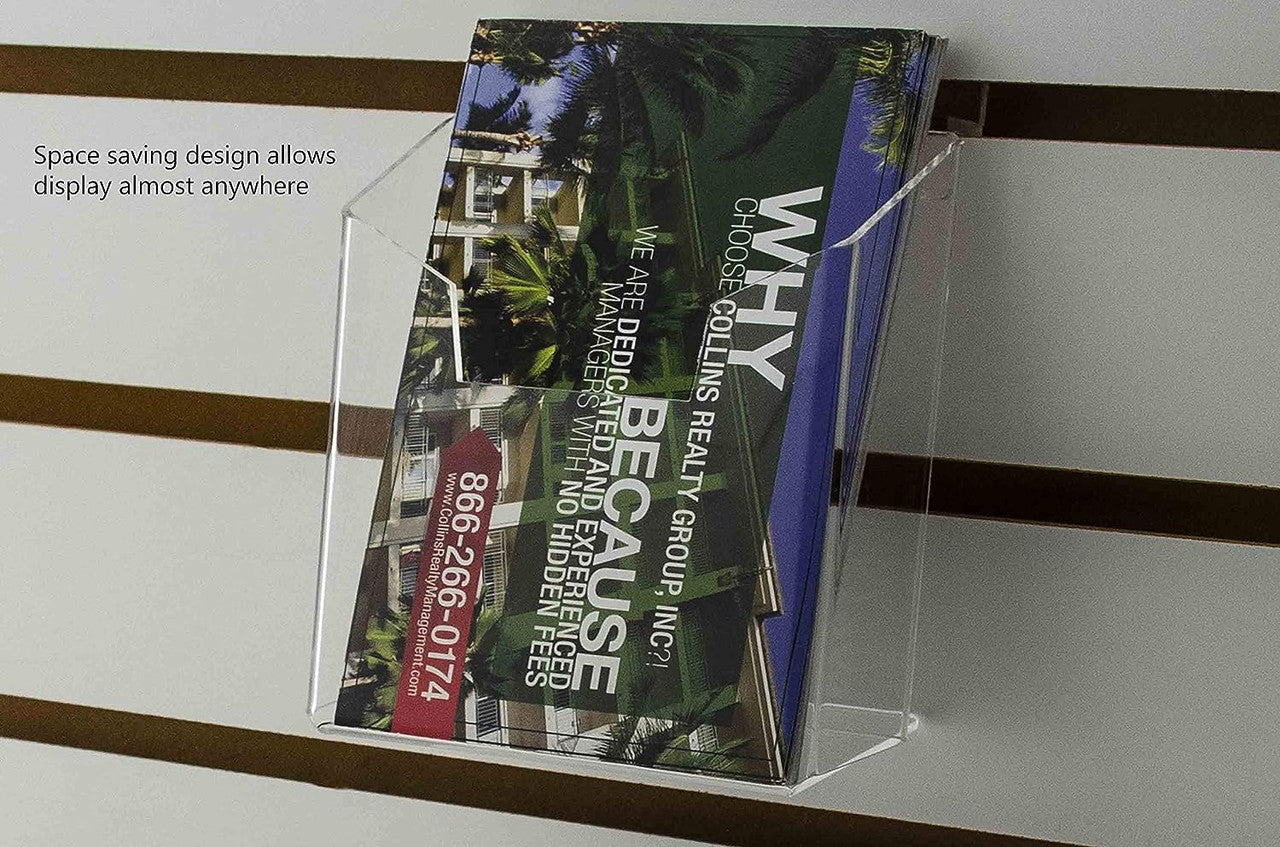 Space saving design allows
display almost anywhere
WHY
CHOOSE COLLINS REALTY GROUP, INC?!
BECAUSE
WE ARE DEDICATED AND EXPERIENCED
MANAGERS WITH NO HIDDEN FEES
866-266-0174
www.CollinsRealtyManagement.com